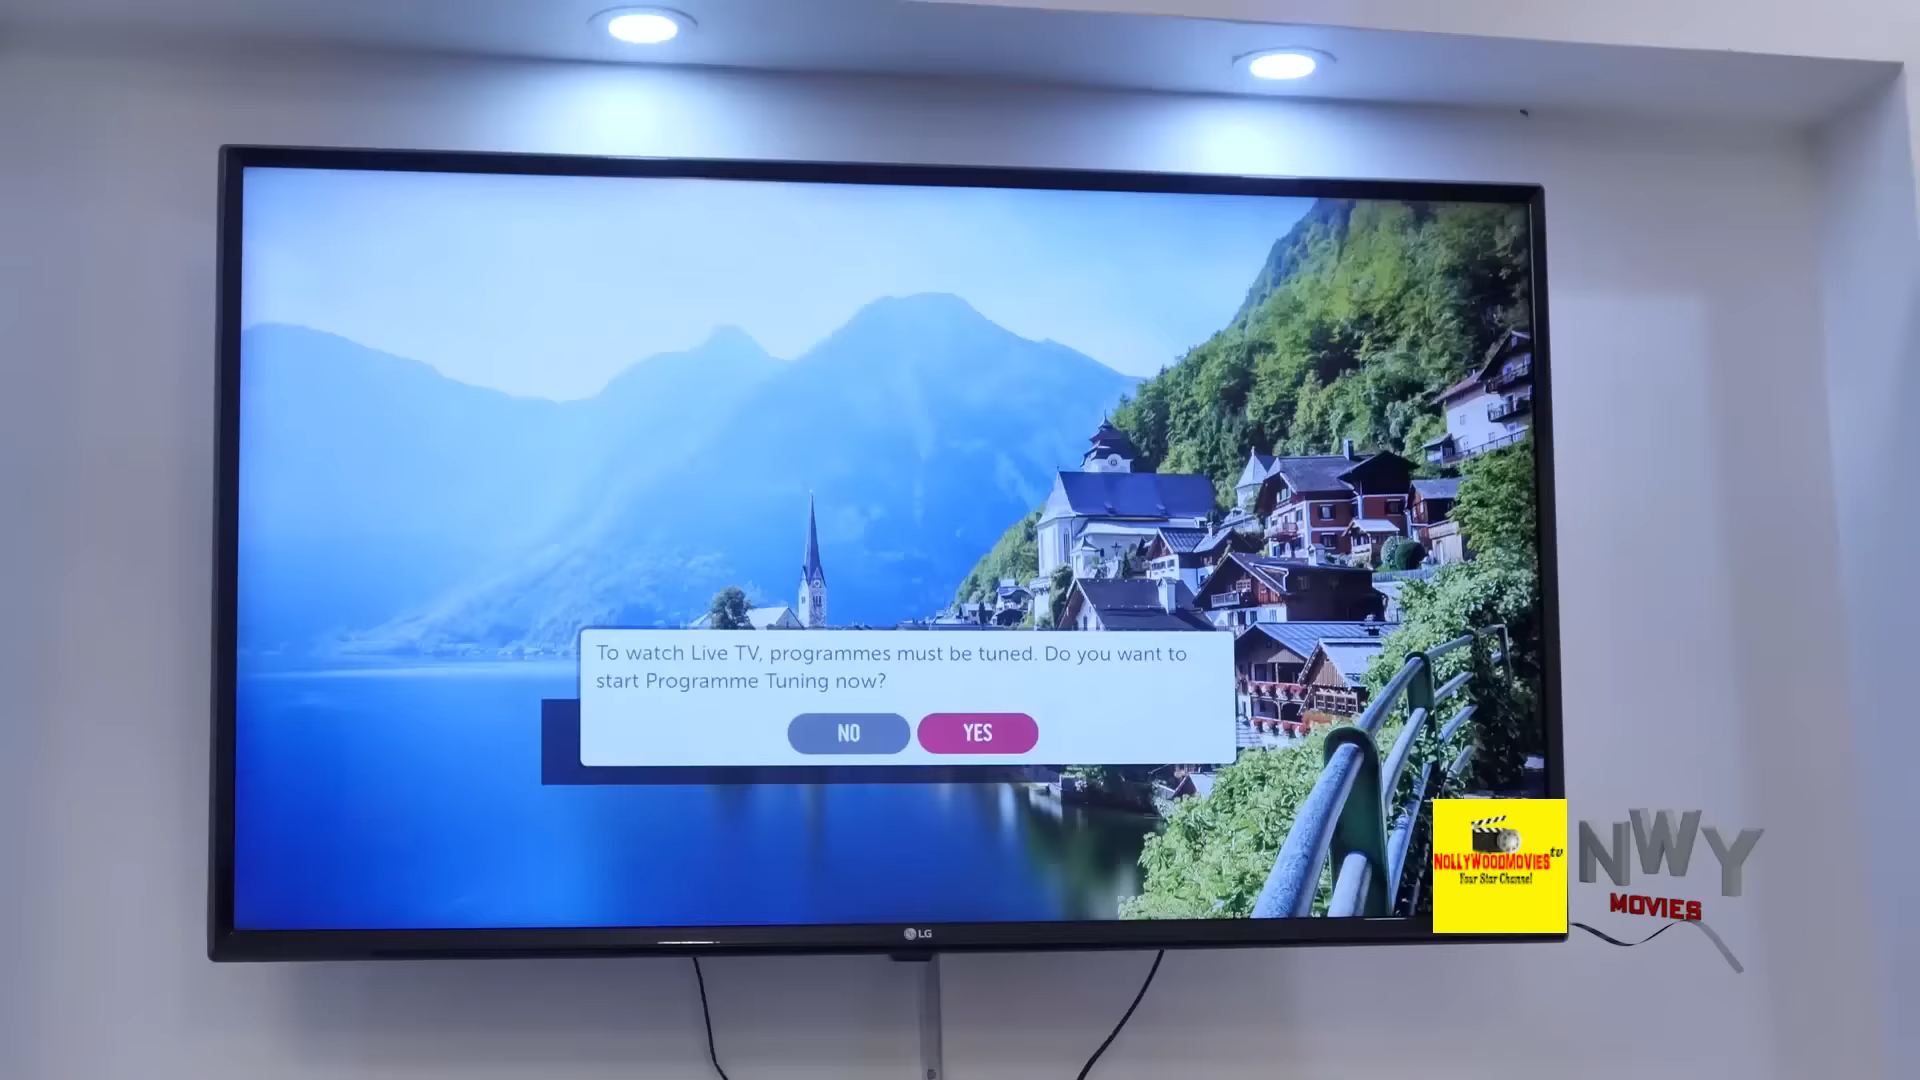 To watch Live TV, programmes must be tuned. Do you want to
start Programme Tuning now?
NO YES
LG
NOLLYWOODMOVIES tv
Your Star Channel
NWY
MOVIES